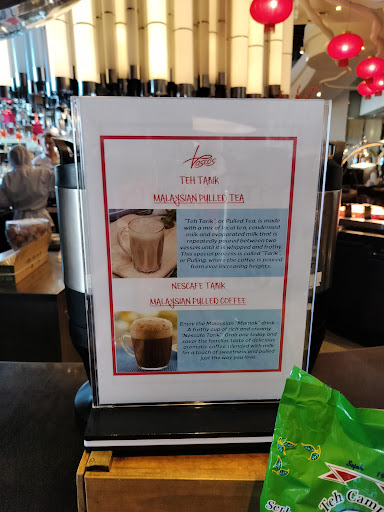 Tastes
TEH TARIK
MALAYSIAN PULLED TEA
"Teh Tarik", or Pulled Tea, is made
with a mix of local tea, condensed
milk and evaporated milk that is
repeatedly poured between two
vessels until it is whipped and frothy.
This special process is called "Tarik"
or Pulling, where the coffee is poured
from ever increasing heights.
NESCAFE TARIK
MALAYSIAN PULLED COFFEE
Enjoy the Malaysian "Mamak" drink
A frothy cup of rich and creamy
"Nescafe Tarik". Grab one today and
savor the familiar taste of delicious
aromatic coffee blended with milk
for a touch of sweetness and pulled
just the way you love.
Teh Cam
Serb